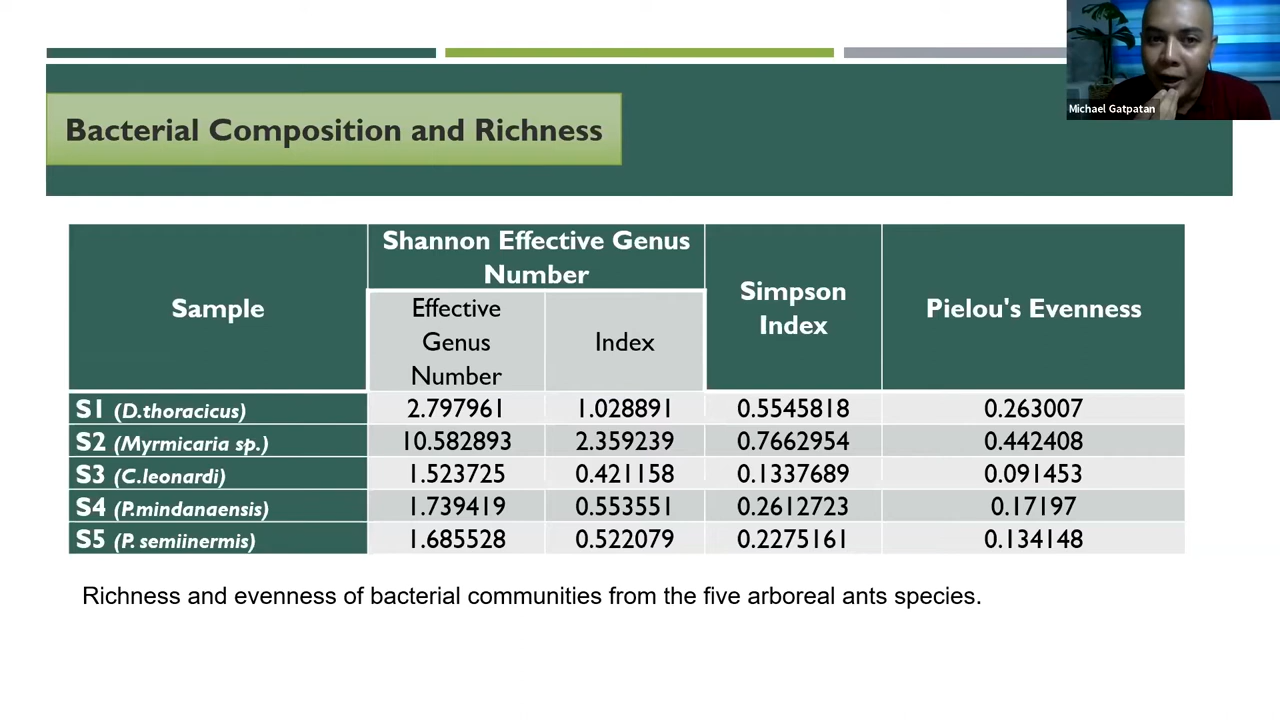 Michael Gatpatan
Bacterial Composition and Richness
Sample
Shannon Effective Genus
Number
Simpson
Index
Pielou's Evenness
Effective
Genus
Number
Index
S1 (D.thoracicus) 2.797961 1.028891 0.5545818 0.263007
S2 (Myrmicaria sp.) 10.582893 2.359239 0.7662954 0.442408
S3 (C.leonardi) 1.523725 0.421158 0.1337689 0.091453
S4 (P.mindanaensis) 1.739419 0.553551 0.2612723 0.17197
S5 (P. semiinermis) 1.685528 0.522079 0.2275161 0.134148
Richness and evenness of bacterial communities from the five arboreal ants species.